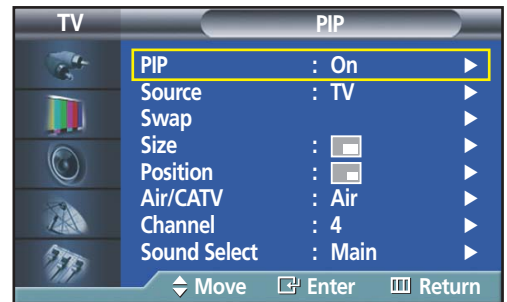 TV PIP
PIP : On
Source : TV
Swap
Size :
Position :
Air/CATV : Air
Channel : 4
Sound Select : Main
Move Enter Return